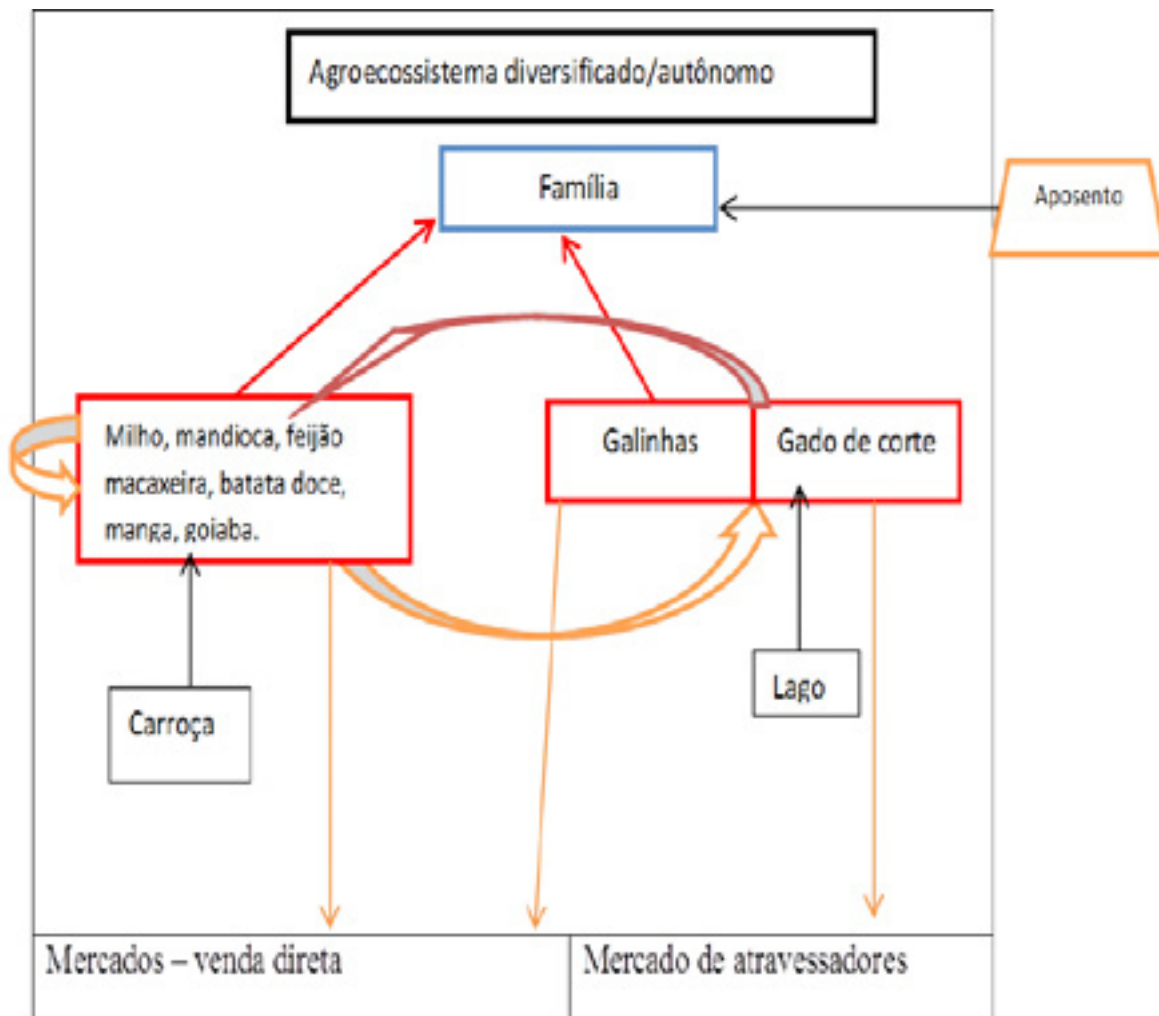 Agroecossistema diversificado/autônomo
Família
Aposento
Milho, mandioca, feijão
macaxeira, batata doce,
manga, goiaba.
Galinhas
Gado de corte
Carroça
Lago
Mercados – venda direta
Mercado de atravessadores